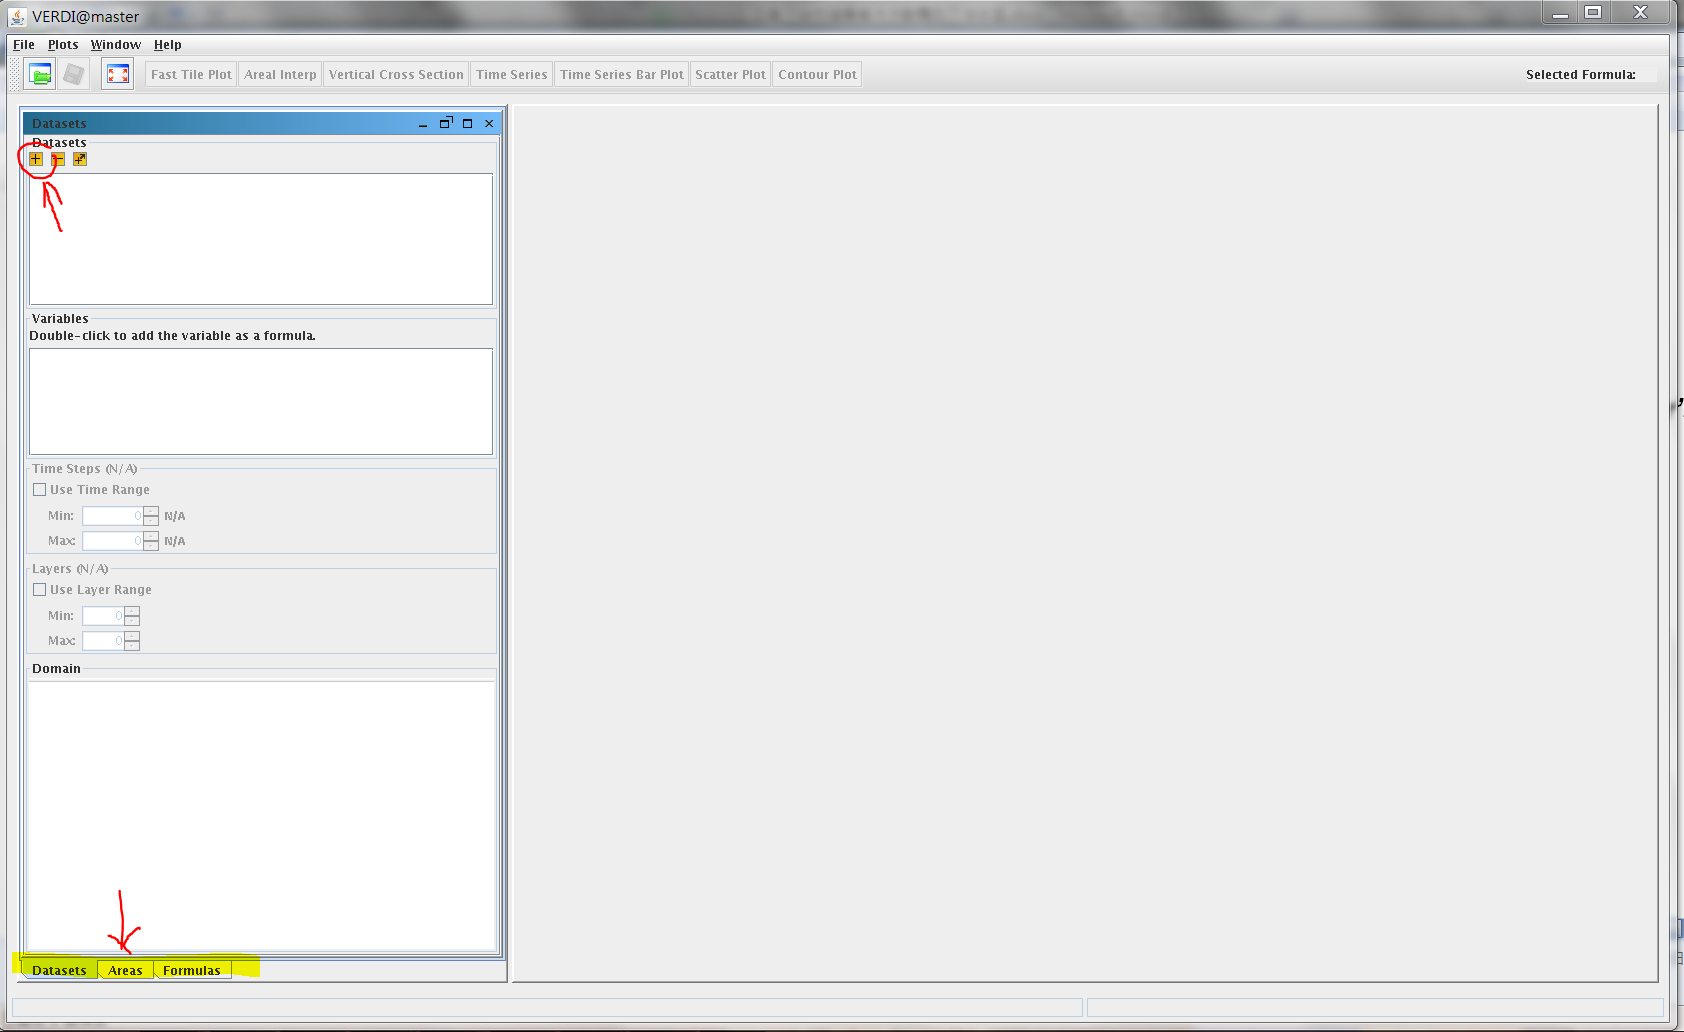 VERDI@master
File Plots Window Help
Fast Tile Plot Areal Interp Vertical Cross Section Time Series Time Series Bar Plot Scatter Plot Contour Plot Selected Formula:
Datasets
Datasets
Variables
Double-click to add the variable as a formula.
Time Steps (N/A)
Use Time Range
Min: 0 N/A
Max: 0 N/A
Layers (N/A)
Use Layer Range
Min: 0
Max: 0
Domain
Datasets Areas Formulas